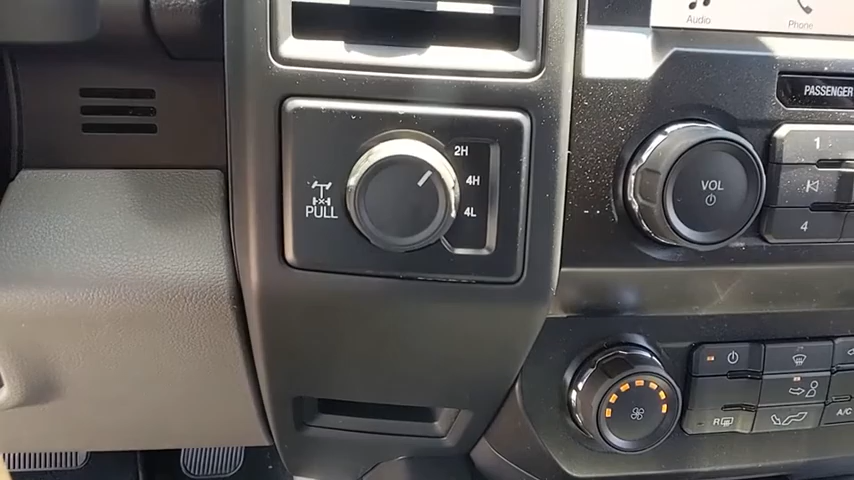 Audio
Phone
PASSENGER
2H
4H
4L
PULL
VOL
1
4
R
A/C